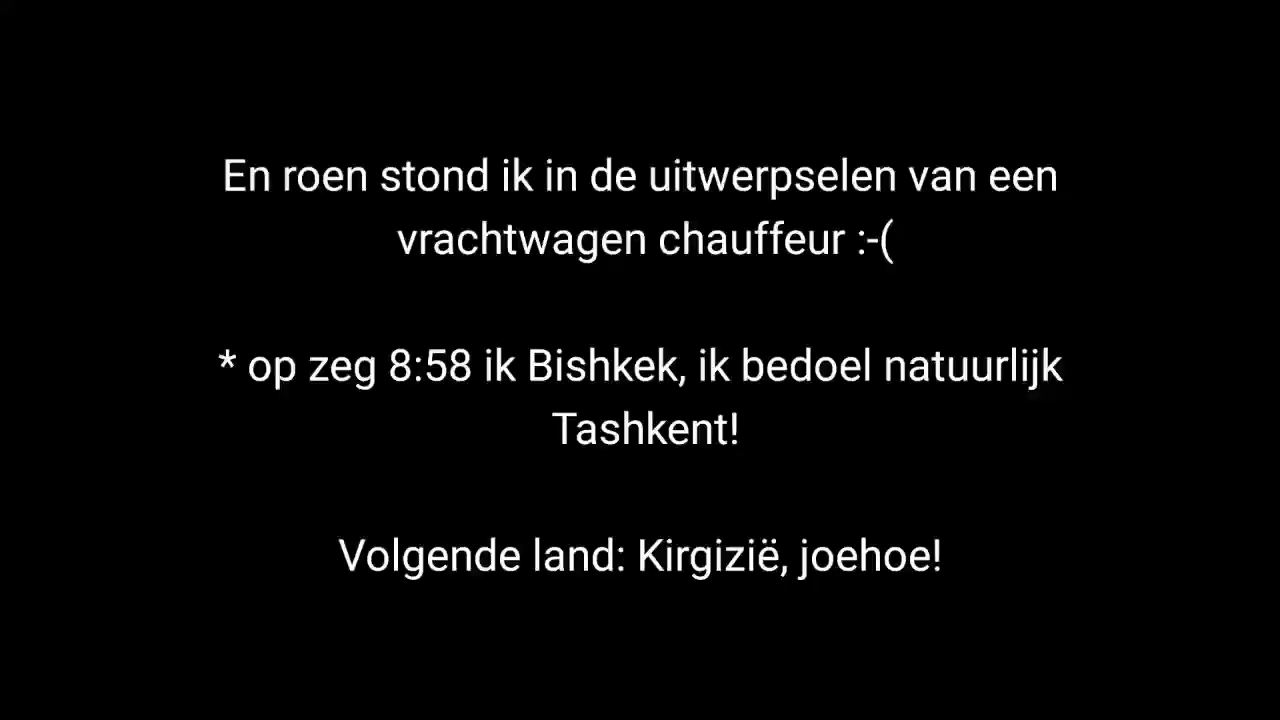 En roen stond ik in de uitwerpselen van een
vrachtwagen chauffeur :-(
* op zeg 8:58 ik Bishkek, ik bedoel natuurlijk
Tashkent!
Volgende land: Kirgizië, joehoe!